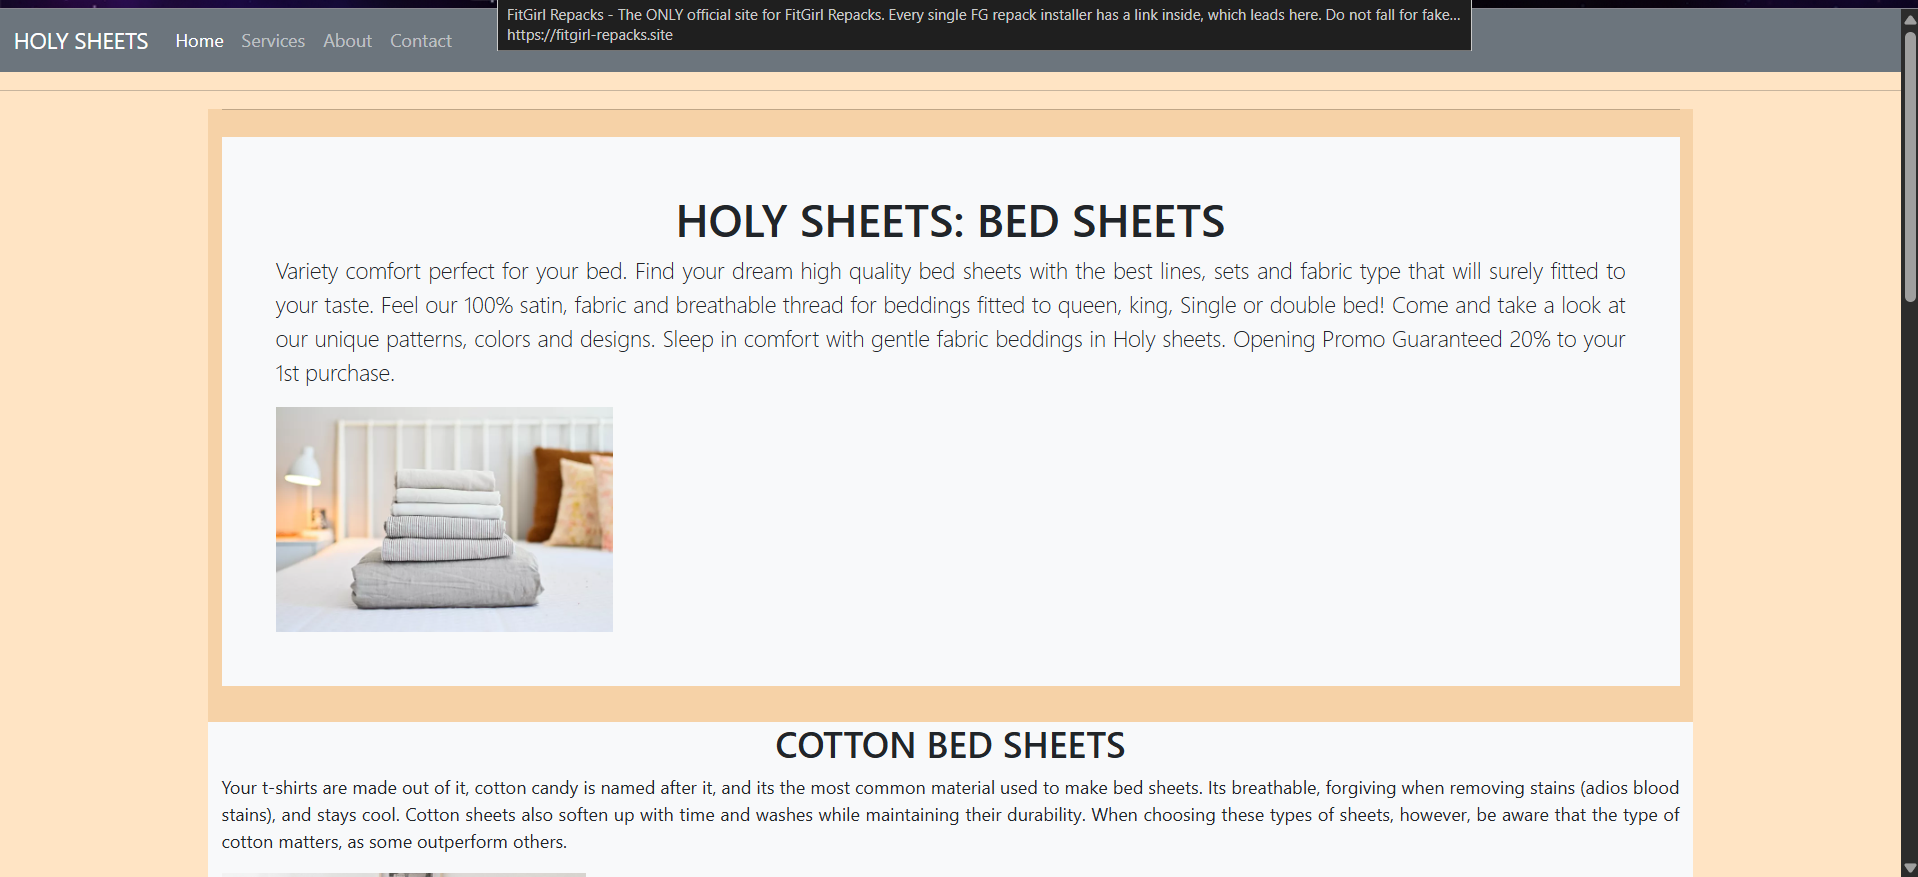 FitGirl Repacks - The ONLY official site for FitGirl Repacks. Every single FG repack installer has a link inside, which leads here. Do not fall for fake...
https://fitgirl-repacks.site
HOLY SHEETS Home Services About Contact
HOLY SHEETS: BED SHEETS
Variety comfort perfect for your bed. Find your dream high quality bed sheets with the best lines, sets and fabric type that will surely fitted to
your taste. Feel our 100% satin, fabric and breathable thread for beddings fitted to queen, king, Single or double bed! Come and take a look at
our unique patterns, colors and designs. Sleep in comfort with gentle fabric beddings in Holy sheets. Opening Promo Guaranteed 20% to your
1st purchase.
COTTON BED SHEETS
Your t-shirts are made out of it, cotton candy is named after it, and its the most common material used to make bed sheets. Its breathable, forgiving when removing stains (adios blood
stains), and stays cool. Cotton sheets also soften up with time and washes while maintaining their durability. When choosing these types of sheets, however, be aware that the type of
cotton matters, as some outperform others.